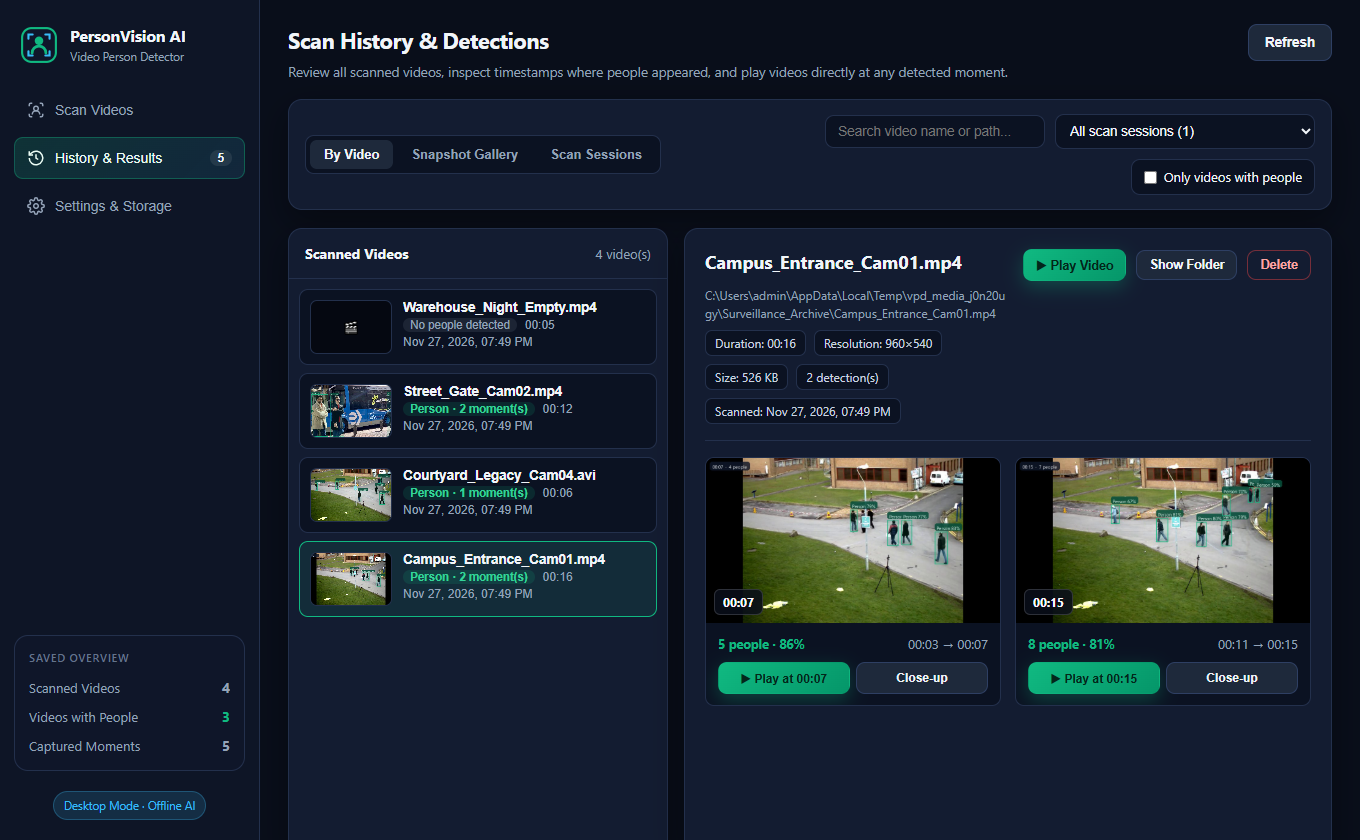 PersonVision AI
Video Person Detector
Scan Videos
History & Results 5
Settings & Storage
SAVED OVERVIEW
Scanned Videos 4
Videos with People 3
Captured Moments 5
Desktop Mode · Offline AI
Scan History & Detections
Refresh
Review all scanned videos, inspect timestamps where people appeared, and play videos directly at any detected moment.
By Video Snapshot Gallery Scan Sessions
Search video name or path...
All scan sessions (1)
Only videos with people
Scanned Videos 4 video(s)
Warehouse_Night_Empty.mp4
No people detected 00:05
Nov 27, 2026, 07:49 PM
Street_Gate_Cam02.mp4
Person · 2 moment(s) 00:12
Nov 27, 2026, 07:49 PM
Courtyard_Legacy_Cam04.avi
Person · 1 moment(s) 00:06
Nov 27, 2026, 07:49 PM
Campus_Entrance_Cam01.mp4
Person · 2 moment(s) 00:16
Nov 27, 2026, 07:49 PM
Campus_Entrance_Cam01.mp4
▶ Play Video Show Folder Delete
C:\Users\admin\AppData\Local\Temp\vpd_media_j0n20u
gy\Surveillance_Archive\Campus_Entrance_Cam01.mp4
Duration: 00:16 Resolution: 960×540
Size: 526 KB 2 detection(s)
Scanned: Nov 27, 2026, 07:49 PM
00:07
5 people · 86% 00:03 → 00:07
▶ Play at 00:07 Close-up
00:15
8 people · 81% 00:11 → 00:15
▶ Play at 00:15 Close-up